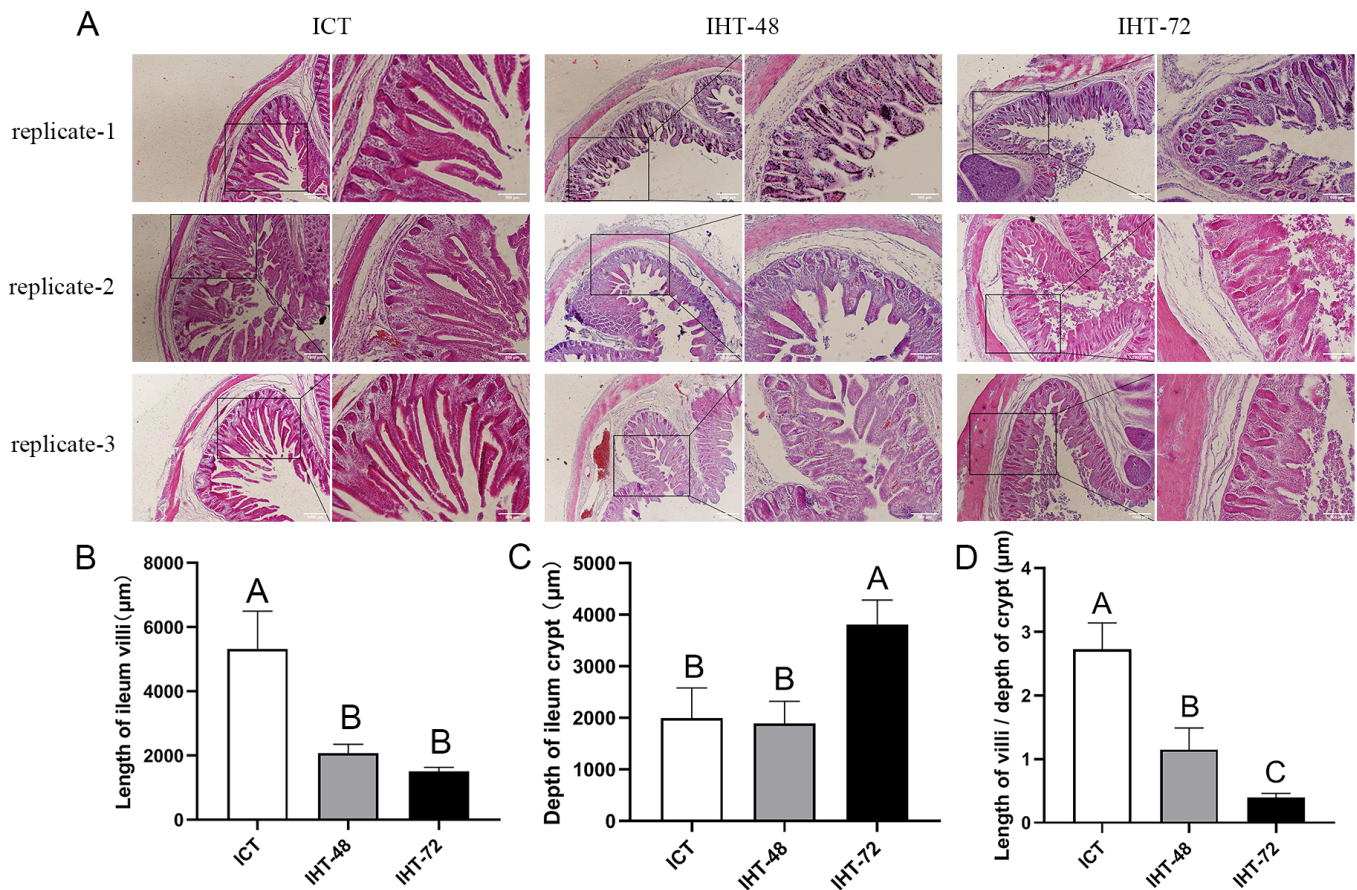 A
ICT
IHT-48
IHT-72
replicate-1
replicate-2
replicate-3
B
Length of ileum villi(μm)
8000
6000
4000
2000
0
A
B
B
ICT
IHT-48
IHT-72
C
Depth of ileum crypt (μm)
5000
4000
3000
2000
1000
0
B
B
A
ICT
IHT-48
IHT-72
D
Length of villi / depth of crypt (μm)
4
3
2
1
0
A
B
C
ICT
IHT-48
IHT-72